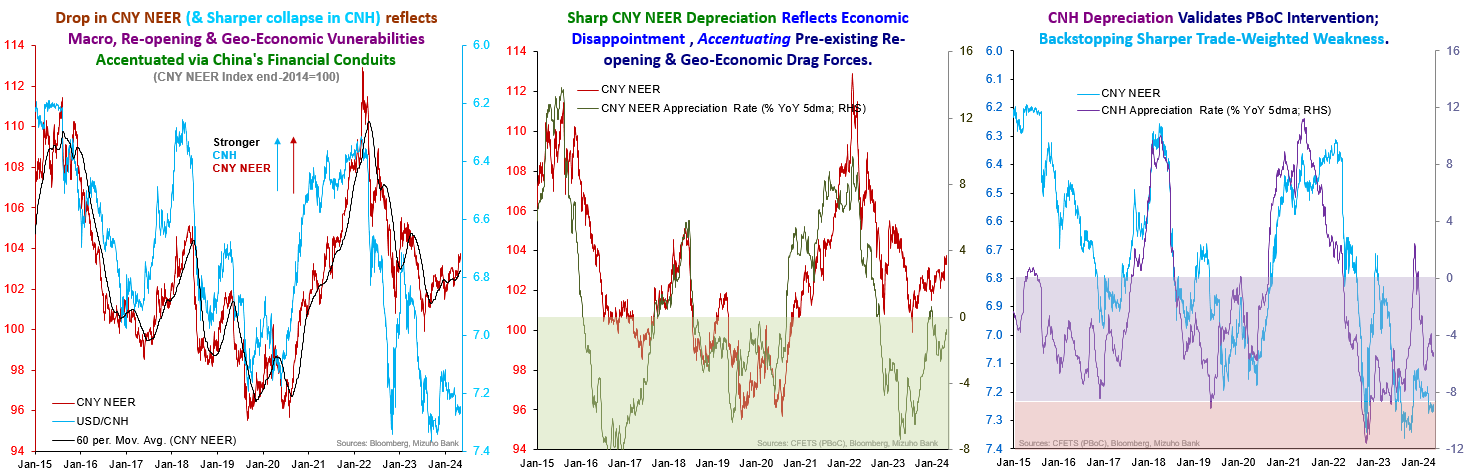 Drop in CNY NEER (& Sharper collapse in CNH) reflects
Macro, Re-opening & Geo-Economic Vunerabilities
Accentuated via China's Financial Conduits
(CNY NEER Index end-2014=100)
114
112
110
108
106
104
102
100
98
96
94
6.0
6.2
6.4
6.6
6.8
7.0
7.2
7.4
Stronger
CNH
CNY NEER
CNY NEER
USD/CNH
60 per. Mov. Avg. (CNY NEER)
Sources: Bloomberg, Mizuho Bank
Jan-15 Jan-16 Jan-17 Jan-18 Jan-19 Jan-20 Jan-21 Jan-22 Jan-23 Jan-24
Sharp CNY NEER Depreciation Reflects Economic
Disappointment , Accentuating Pre-existing Re-
opening & Geo-Economic Drag Forces.
114
112
110
108
106
104
102
100
98
96
94
16
12
8
4
0
-4
-8
CNY NEER
CNY NEER Appreciation Rate (% YoY 5dma; RHS)
Sources: CFETS (PBoC), Bloomberg, Mizuho Bank
Jan-15 Jan-16 Jan-17 Jan-18 Jan-19 Jan-20 Jan-21 Jan-22 Jan-23 Jan-24
CNH Depreciation Validates PBoC Intervention;
Backstopping Sharper Trade-Weighted Weakness.
6.0
6.1
6.2
6.3
6.4
6.5
6.6
6.7
6.8
6.9
7.0
7.1
7.2
7.3
7.4
16
12
8
4
0
-4
-8
-12
CNY NEER
CNH Appreciation Rate (% YoY 5dma; RHS)
Sources: CFETS (PBoC), Bloomberg, Mizuho Bank
Jan-15 Jan-16 Jan-17 Jan-18 Jan-19 Jan-20 Jan-21 Jan-22 Jan-23 Jan-24